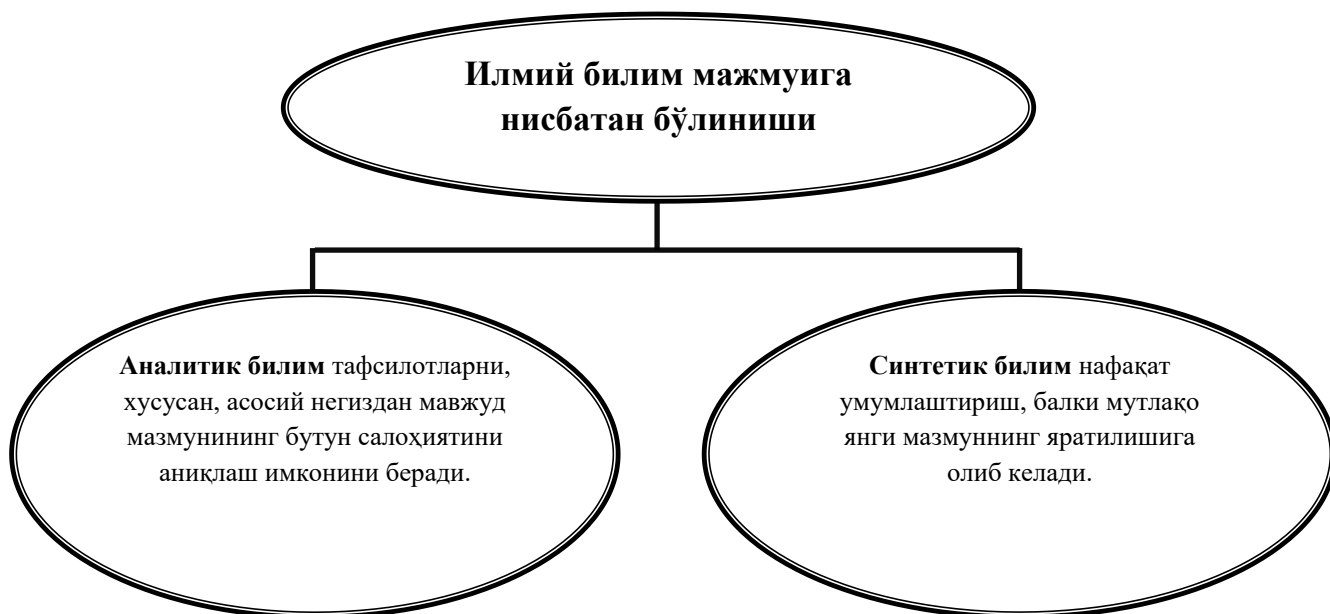 Илмий билим мажмуига
нисбатан бўлиниши
Аналитик билим тафсилотларни,
хусусан, асосий негиздан мавжуд
мазмунининг бутун салоҳиятини
аниқлаш имконини беради.
Синтетик билим нафақат
умумлаштириш, балки мутлақо
янги мазмуннинг яратилишига
олиб келади.